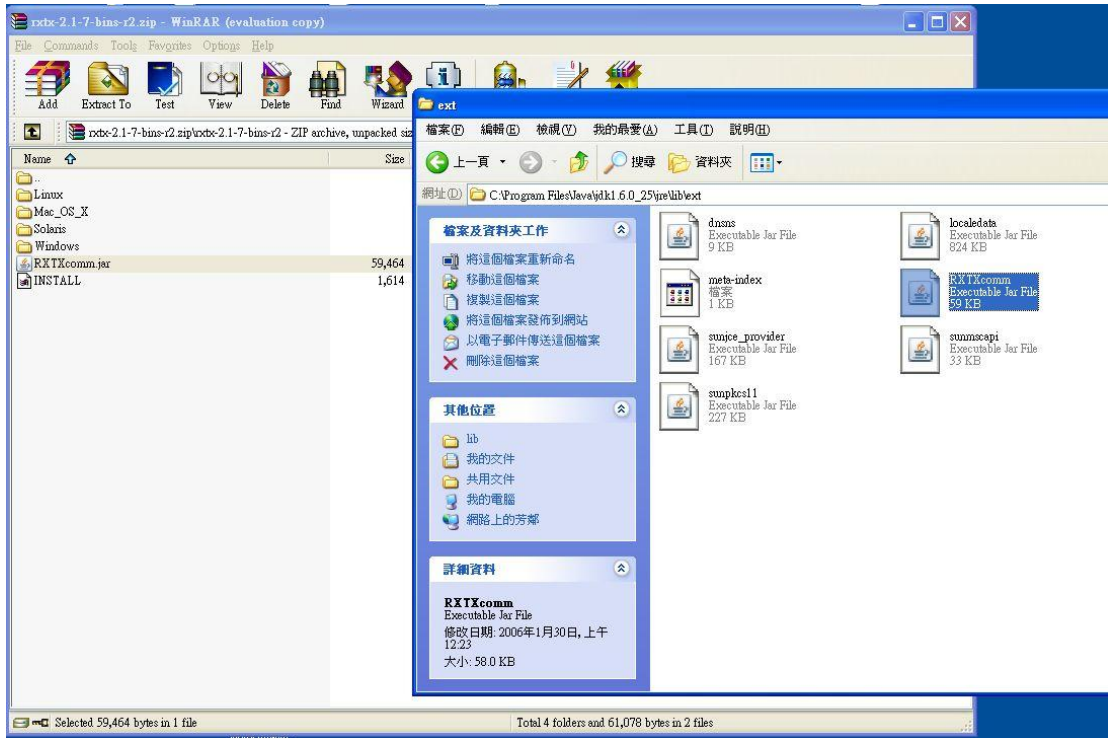 rxtx-2.1-7-bins-r2.zip - WinRAR (evaluation copy)
File Commands Tools Favorites Options Help
Add Extract To Test View Delete Find Wizard
rxtx-2.1-7-bins-r2.zip\rxtx-2.1-7-bins-r2 - ZIP archive, unpacked siz
Name Size
..
Linux
Mac_OS_X
Solaris
Windows
RXTXcomm.jar 59,464
INSTALL 1,614
Selected 59,464 bytes in 1 file
Total 4 folders and 61,078 bytes in 2 files
ext
檔案(F) 編輯(E) 檢視(V) 我的最愛(A) 工具(T) 說明(H)
上一頁 搜尋 資料夾
網址(D) C:\Program Files\Java\jdk1.6.0_25\jre\lib\ext
檔案及資料夾工作
將這個檔案重新命名
移動這個檔案
複製這個檔案
將這個檔案發佈到網站
以電子郵件傳送這個檔案
刪除這個檔案
其他位置
lib
我的文件
共用文件
我的電腦
網路上的芳鄰
詳細資料
RXTXcomm
Executable Jar File
修改日期: 2006年1月30日, 上午
12:23
大小: 58.0 KB
dnsns
Executable Jar File
9 KB
localedata
Executable Jar File
824 KB
meta-index
檔案
1 KB
RXTXcomm
Executable Jar File
59 KB
sunjce_provider
Executable Jar File
167 KB
sunmscapi
Executable Jar File
33 KB
sunpkcs11
Executable Jar File
227 KB